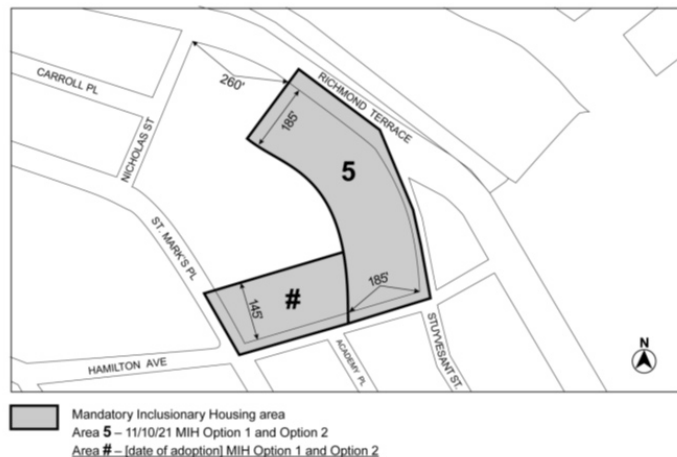 CARROLL PL
NICHOLAS ST
260'
RICHMOND TERRACE
185'
5
ST. MARK'S PL
#
145'
185'
HAMILTON AVE
ACADEMY PL
STUYVESANT ST.
N
Mandatory Inclusionary Housing area
Area 5 – 11/10/21 MIH Option 1 and Option 2
Area # – [date of adoption] MIH Option 1 and Option 2